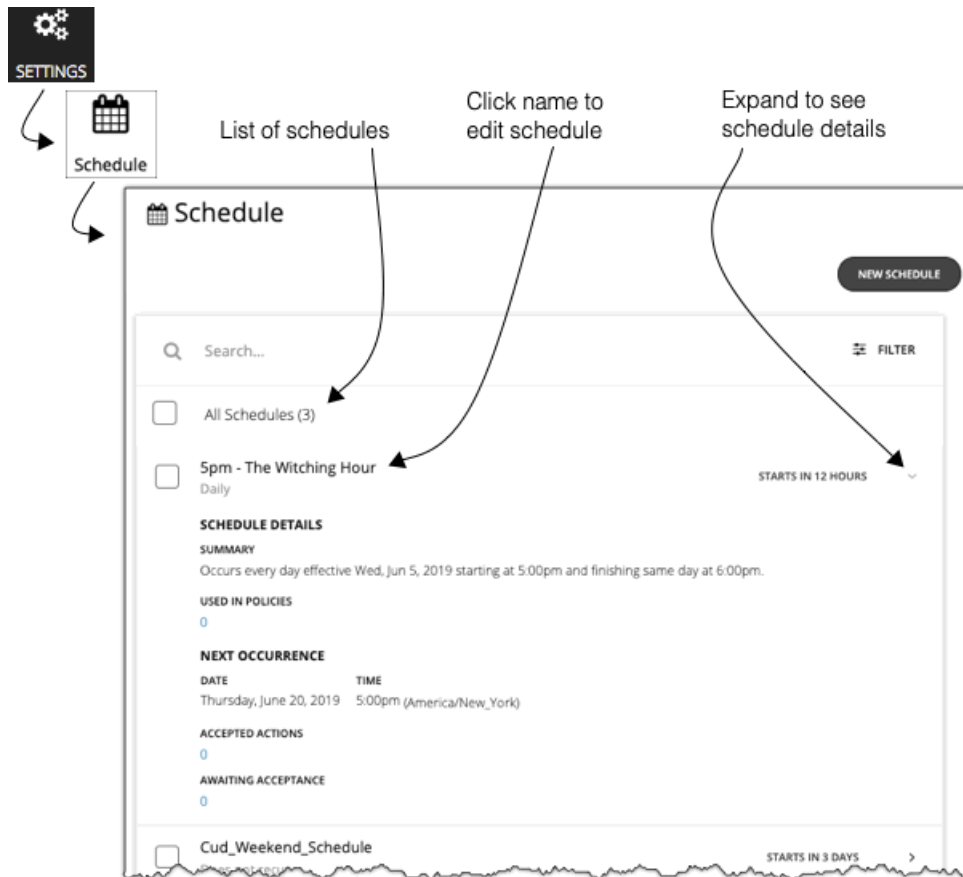 SETTINGS
Schedule
List of schedules
Click name to
edit schedule
Expand to see
schedule details
Schedule
NEW SCHEDULE
Search...
FILTER
All Schedules (3)
5pm - The Witching Hour
Daily
STARTS IN 12 HOURS
SCHEDULE DETAILS
SUMMARY
Occurs every day effective Wed, Jun 5, 2019 starting at 5:00pm and finishing same day at 6:00pm.
USED IN POLICIES
0
NEXT OCCURRENCE
DATE TIME
Thursday, June 20, 2019 5:00pm (America/New_York)
ACCEPTED ACTIONS
0
AWAITING ACCEPTANCE
0
Cud_Weekend_Schedule
STARTS IN 3 DAYS